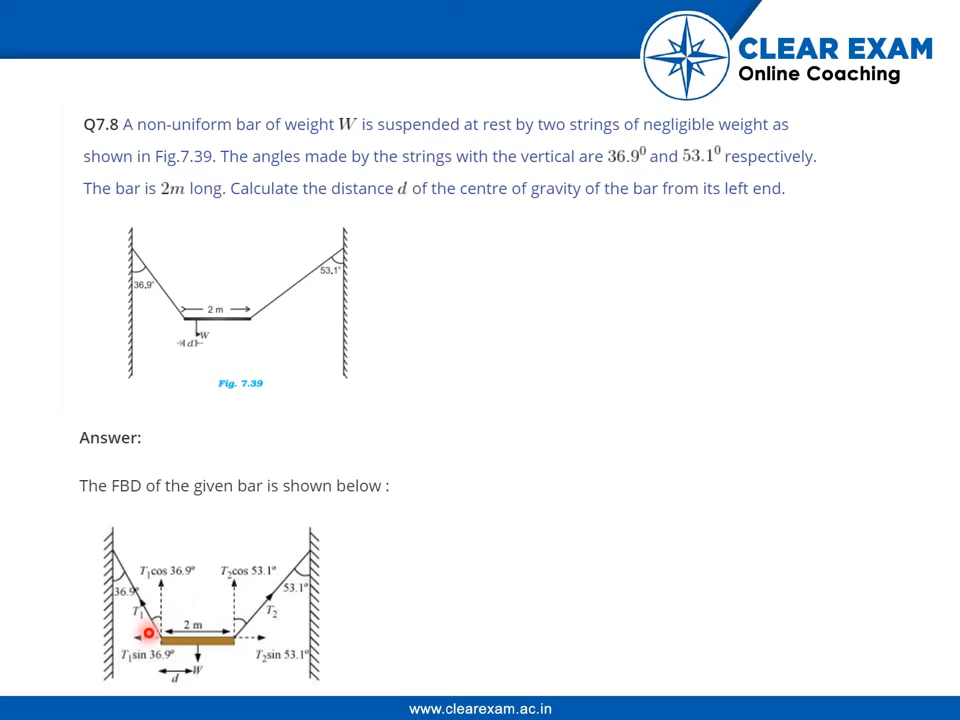 CLEAR EXAM
Online Coaching
Q7.8 A non-uniform bar of weight W is suspended at rest by two strings of negligible weight as
shown in Fig.7.39. The angles made by the strings with the vertical are 36.9⁰ and 53.1⁰ respectively.
The bar is 2m long. Calculate the distance d of the centre of gravity of the bar from its left end.
36.9°
53.1°
2 m
W
d
Fig. 7.39
Answer:
The FBD of the given bar is shown below :
T₁cos 36.9°
T₂cos 53.1°
36.9°
53.1°
T₁
T₂
2 m
T₁sin 36.9°
T₂sin 53.1°
W
d
www.clearexam.ac.in